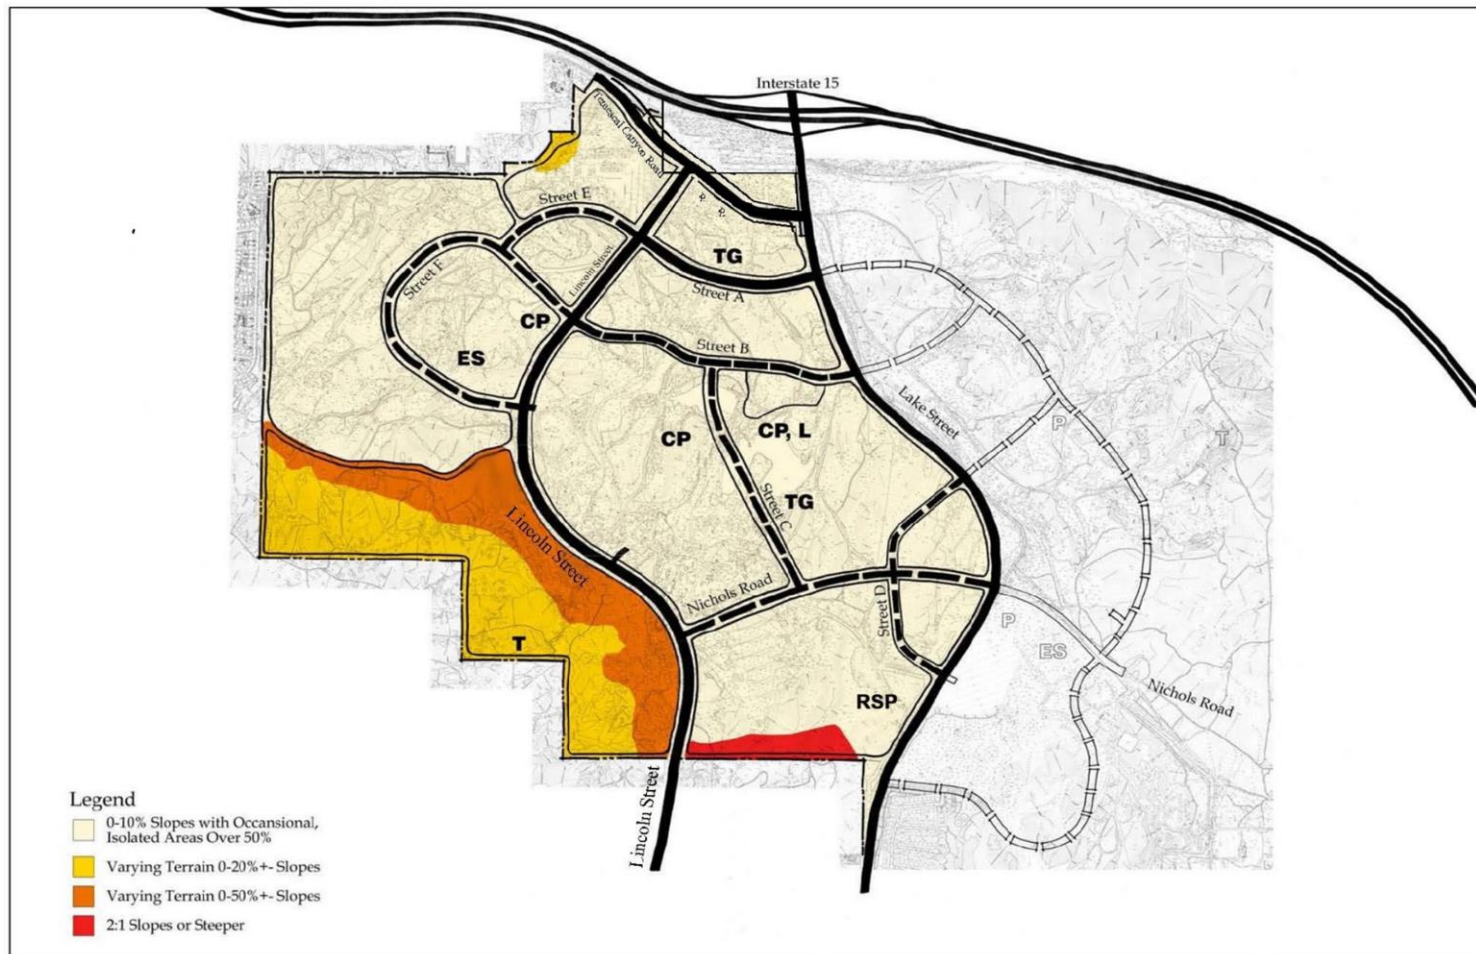 Interstate 15
Temescal Canyon Road
Street E
P.
P.
TG
Street F
Lincoln Street
Street A
CP
Street B
ES
Lake Street
CP
CP, L
P
T
TG
Street C
Lincoln Street
Nichols Road
Street D
P
T
ES
Nichols Road
RSP
Lincoln Street
Legend
0-10% Slopes with Occansional,
Isolated Areas Over 50%
Varying Terrain 0-20%+- Slopes
Varying Terrain 0-50%+- Slopes
2:1 Slopes or Steeper